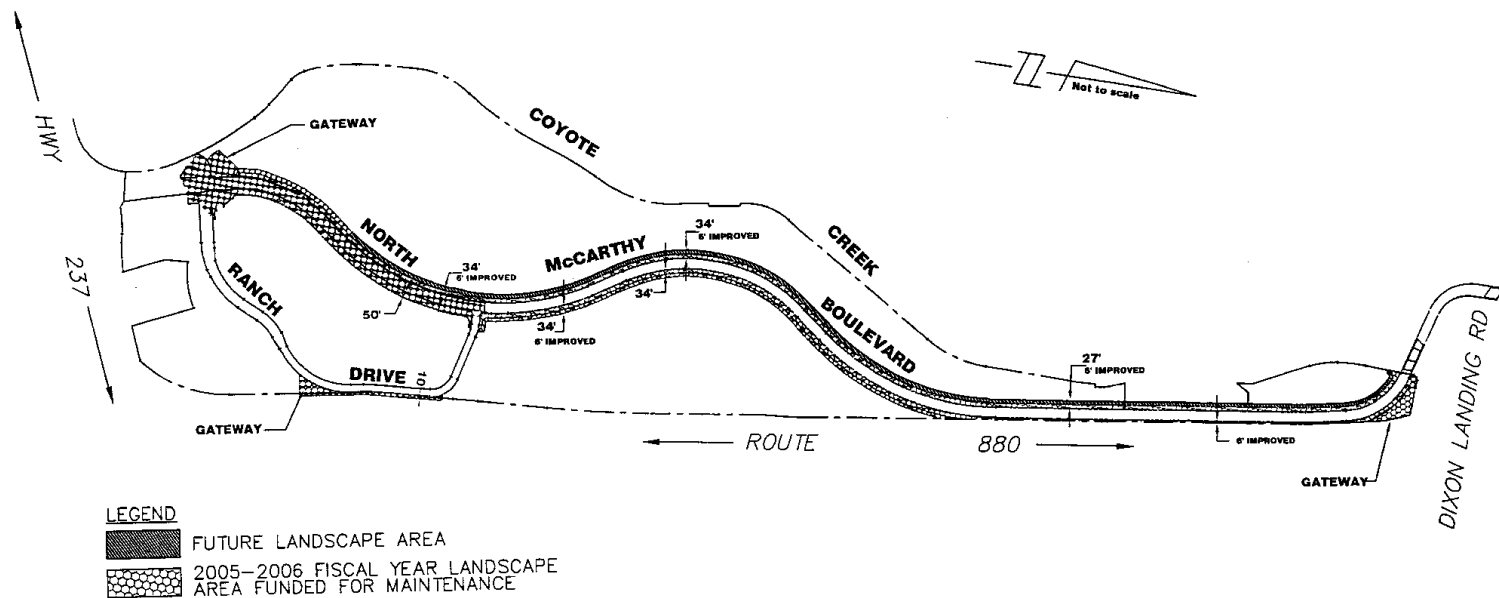 Not to scale
HWY
237
GATEWAY
COYOTE
CREEK
NORTH
McCARTHY
BOULEVARD
RANCH
DRIVE
10'
50'
34'
6' IMPROVED
34'
6' IMPROVED
34'
34'
6' IMPROVED
27'
6' IMPROVED
6' IMPROVED
GATEWAY
ROUTE 880
GATEWAY
DIXON LANDING RD
LEGEND
FUTURE LANDSCAPE AREA
2005-2006 FISCAL YEAR LANDSCAPE
AREA FUNDED FOR MAINTENANCE